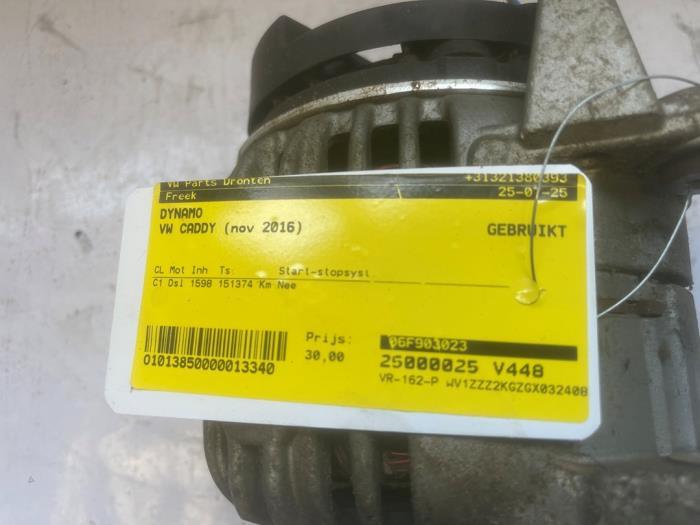 VW Parts Dronten +31321380393
Freek 25-07-25
DYNAMO
VW CADDY (nov 2016) GEBRUIKT
CL Mot Inh Ts: Start-stopsyst
C1 Dsl 1598 151374 Km Nee
Prijs: 06F903023
30,00 25000025 V448
01013850000013340
VR-162-P WV1ZZZ2KGZGX032408